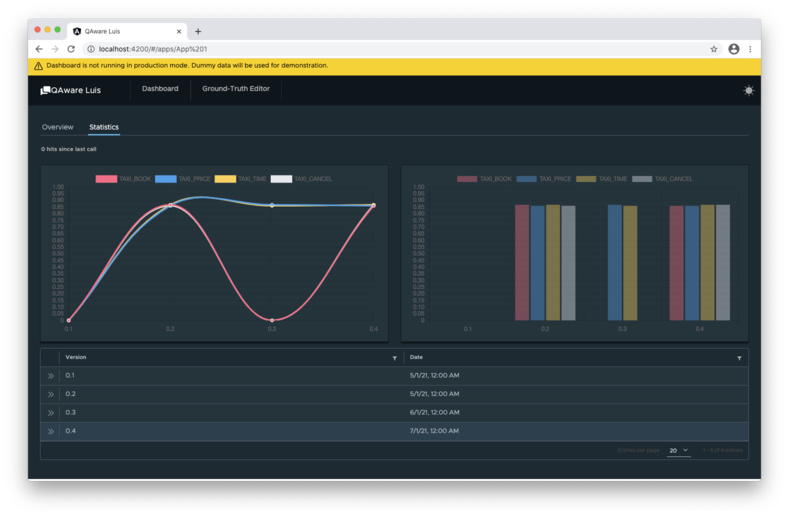 QAware Luis
localhost:4200/#/apps/App%201
Dashboard is not running in production mode. Dummy data will be used for demonstration.
QAware Luis Dashboard Ground-Truth Editor
Overview Statistics
0 hits since last call
TAXI_BOOK TAXI_PRICE TAXI_TIME TAXI_CANCEL
1.00
0.95
0.90
0.85
0.80
0.75
0.70
0.65
0.60
0.55
0.50
0.45
0.40
0.35
0.30
0.25
0.20
0.15
0.10
0.05
0
0.1 0.2 0.3 0.4
TAXI_BOOK TAXI_PRICE TAXI_TIME TAXI_CANCEL
1.00
0.95
0.90
0.85
0.80
0.75
0.70
0.65
0.60
0.55
0.50
0.45
0.40
0.35
0.30
0.25
0.20
0.15
0.10
0.05
0
0.1 0.2 0.3 0.4
Version Date
0.1 5/1/21, 12:00 AM
0.2 5/1/21, 12:00 AM
0.3 6/1/21, 12:00 AM
0.4 7/1/21, 12:00 AM
Entries per page 20 1 - 4 of 4 entries